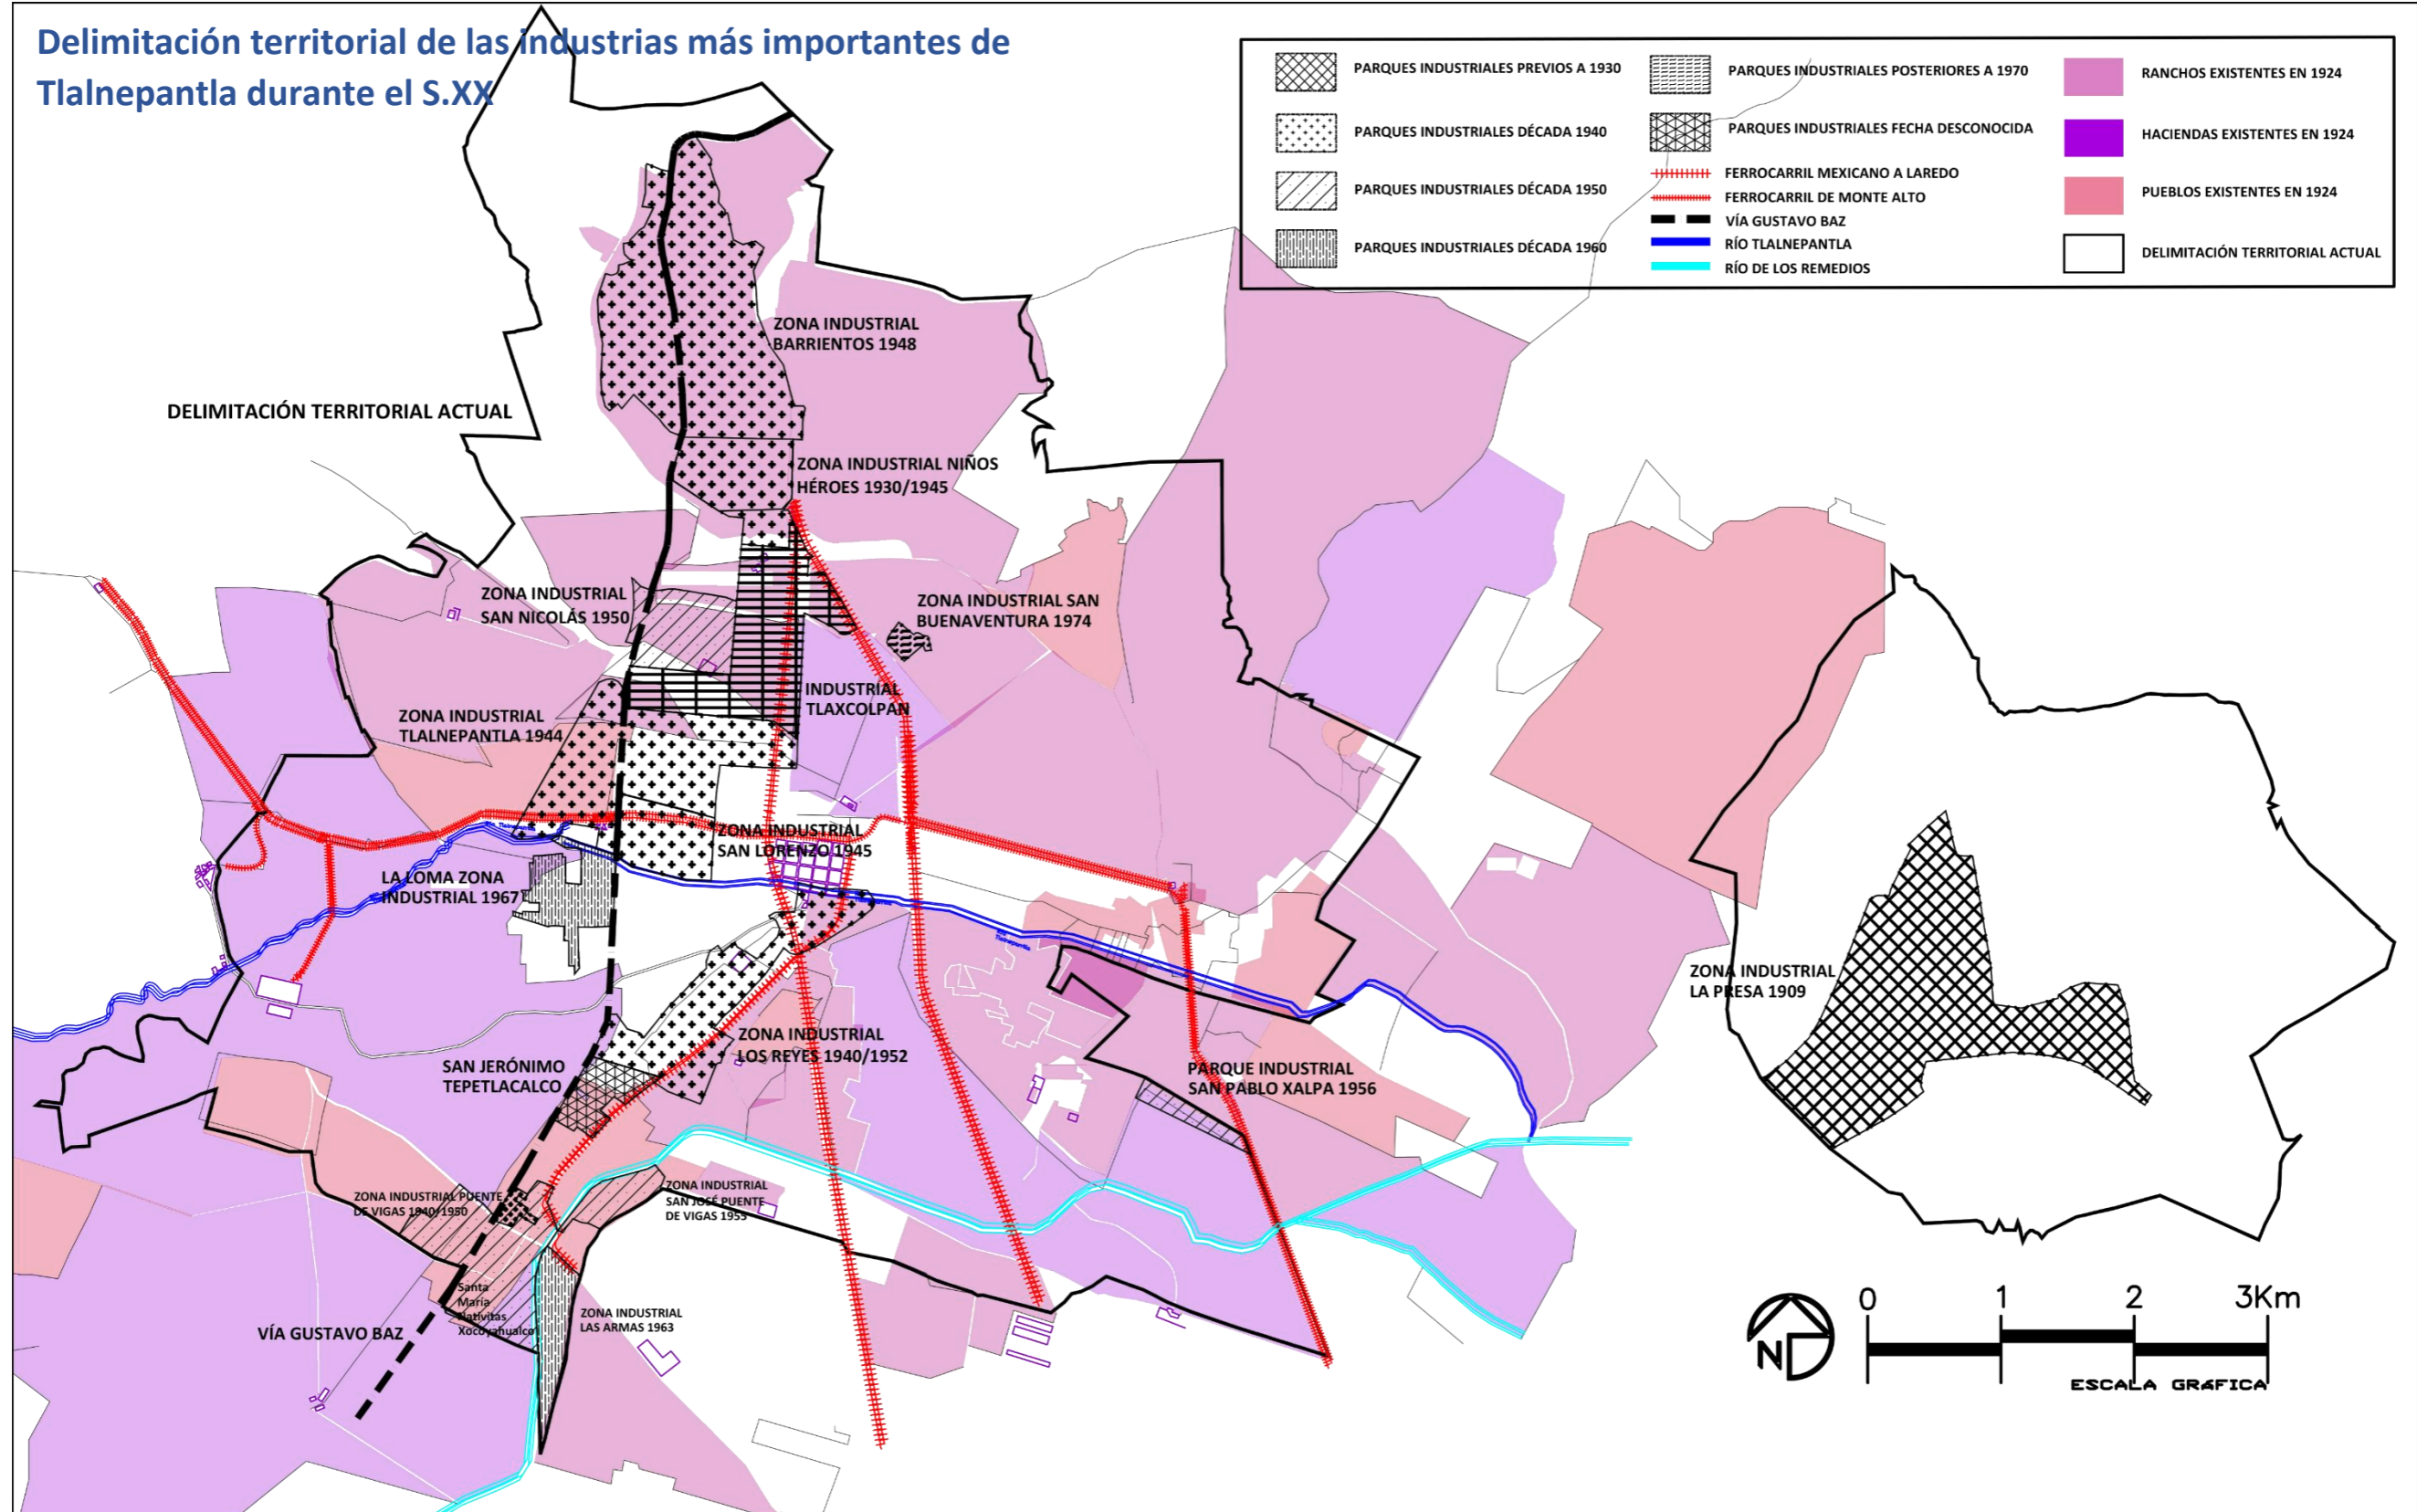 Delimitación territorial de las industrias más importantes de
Tlalnepantla durante el S.XX
PARQUES INDUSTRIALES PREVIOS A 1930
PARQUES INDUSTRIALES DÉCADA 1940
PARQUES INDUSTRIALES DÉCADA 1950
PARQUES INDUSTRIALES DÉCADA 1960
PARQUES INDUSTRIALES POSTERIORES A 1970
PARQUES INDUSTRIALES FECHA DESCONOCIDA
FERROCARRIL MEXICANO A LAREDO
FERROCARRIL DE MONTE ALTO
VÍA GUSTAVO BAZ
RÍO TLALNEPANTLA
RÍO DE LOS REMEDIOS
RANCHOS EXISTENTES EN 1924
HACIENDAS EXISTENTES EN 1924
PUEBLOS EXISTENTES EN 1924
DELIMITACIÓN TERRITORIAL ACTUAL
ZONA INDUSTRIAL
BARRIENTOS 1948
DELIMITACIÓN TERRITORIAL ACTUAL
ZONA INDUSTRIAL NIÑOS
HÉROES 1930/1945
ZONA INDUSTRIAL
SAN NICOLÁS 1950
ZONA INDUSTRIAL SAN
BUENAVENTURA 1974
INDUSTRIAL
TLAXCOLPAN
ZONA INDUSTRIAL
TLALNEPANTLA 1944
ZONA INDUSTRIAL
SAN LORENZO 1945
LA LOMA ZONA
INDUSTRIAL 1967
ZONA INDUSTRIAL
LA PRESA 1909
ZONA INDUSTRIAL
LOS REYES 1940/1952
SAN JERÓNIMO
TEPETLACALCO
PARQUE INDUSTRIAL
SAN PABLO XALPA 1956
ZONA INDUSTRIAL PUENTE
DE VIGAS 1940/1950
ZONA INDUSTRIAL
SAN JOSÉ PUENTE
DE VIGAS 1955
Santa
María
Nativitas
Xocoyahualco
ZONA INDUSTRIAL
LAS ARMAS 1963
VÍA GUSTAVO BAZ
N
0 1 2 3Km
ESCALA GRÁFICA